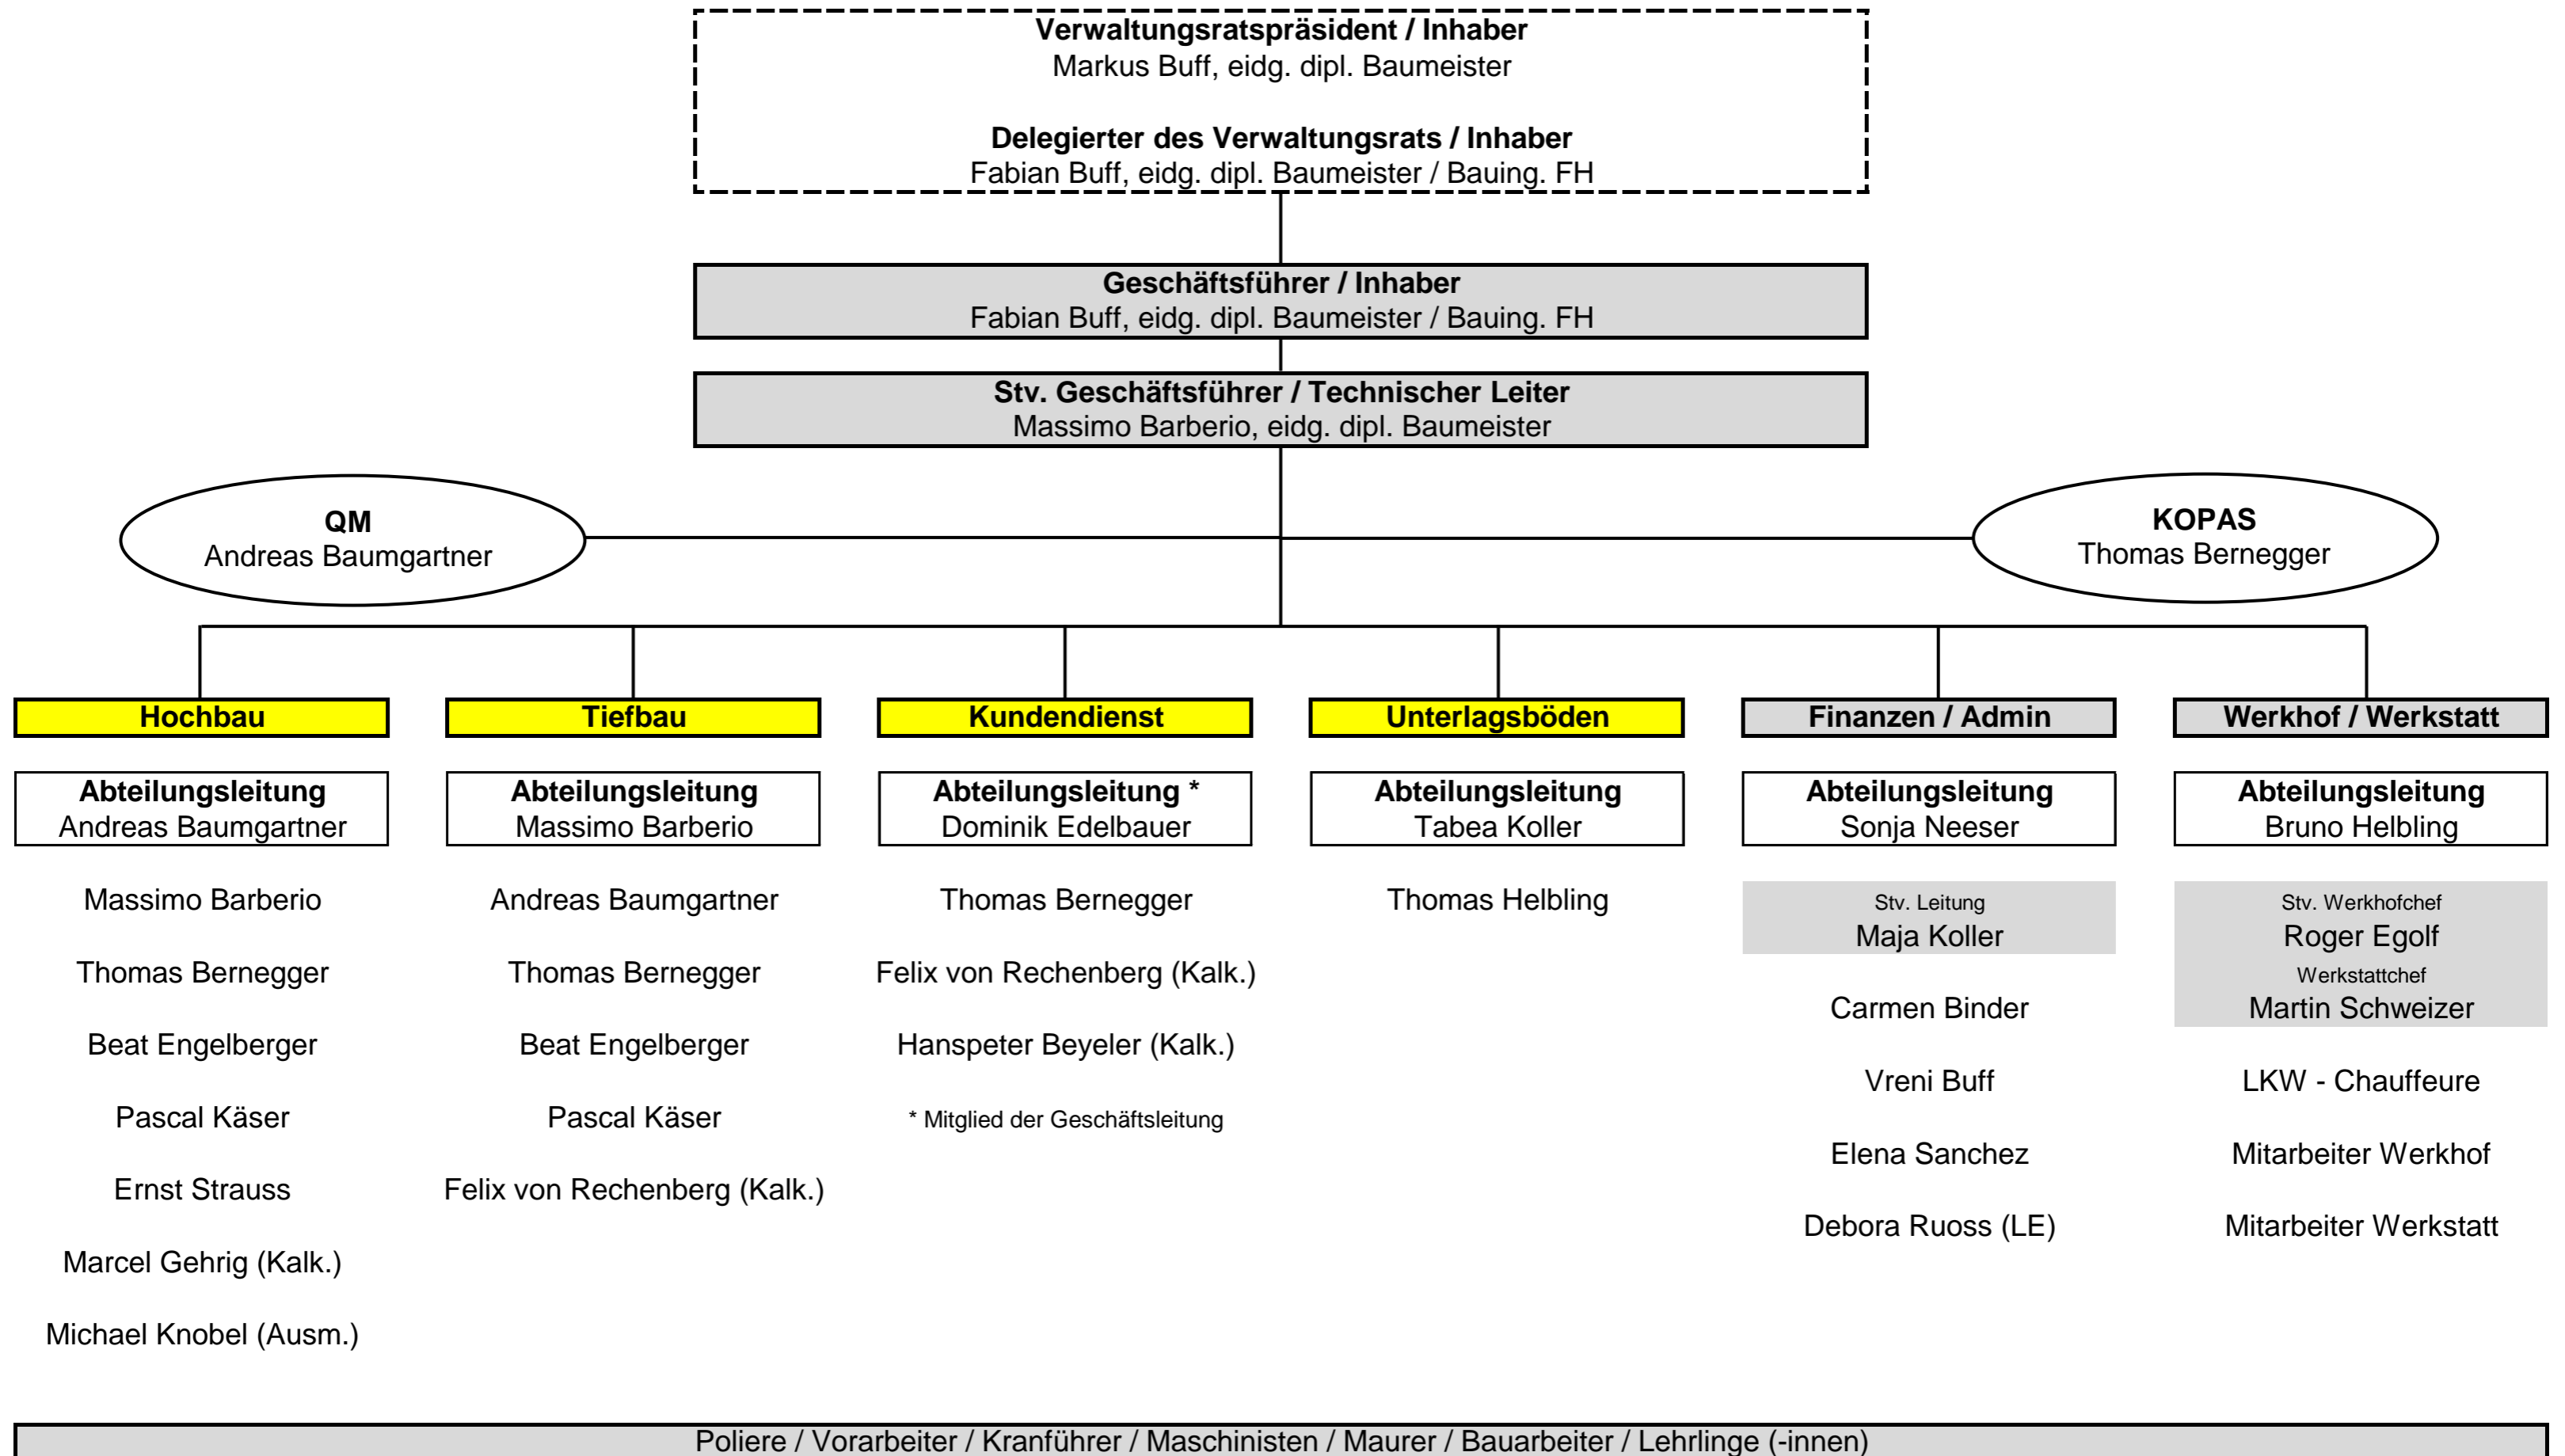 Verwaltungsratspräsident / Inhaber
Markus Buff, eidg. dipl. Baumeister
Delegierter des Verwaltungsrats / Inhaber
Fabian Buff, eidg. dipl. Baumeister / Bauing. FH
Geschäftsführer / Inhaber
Fabian Buff, eidg. dipl. Baumeister / Bauing. FH
Stv. Geschäftsführer / Technischer Leiter
Massimo Barberio, eidg. dipl. Baumeister
QM
Andreas Baumgartner
KOPAS
Thomas Bernegger
Hochbau
Abteilungsleitung
Andreas Baumgartner
Massimo Barberio
Thomas Bernegger
Beat Engelberger
Pascal Käser
Ernst Strauss
Marcel Gehrig (Kalk.)
Michael Knobel (Ausm.)
Tiefbau
Abteilungsleitung
Massimo Barberio
Andreas Baumgartner
Thomas Bernegger
Beat Engelberger
Pascal Käser
Felix von Rechenberg (Kalk.)
Kundendienst
Abteilungsleitung *
Dominik Edelbauer
Thomas Bernegger
Felix von Rechenberg (Kalk.)
Hanspeter Beyeler (Kalk.)
* Mitglied der Geschäftsleitung
Unterlagsböden
Abteilungsleitung
Tabea Koller
Thomas Helbling
Finanzen / Admin
Abteilungsleitung
Sonja Neeser
Stv. Leitung
Maja Koller
Carmen Binder
Vreni Buff
Elena Sanchez
Debora Ruoss (LE)
Werkhof / Werkstatt
Abteilungsleitung
Bruno Helbling
Stv. Werkhofchef
Roger Egolf
Werkstattchef
Martin Schweizer
LKW - Chauffeure
Mitarbeiter Werkhof
Mitarbeiter Werkstatt
Poliere / Vorarbeiter / Kranführer / Maschinisten / Maurer / Bauarbeiter / Lehrlinge (-innen)